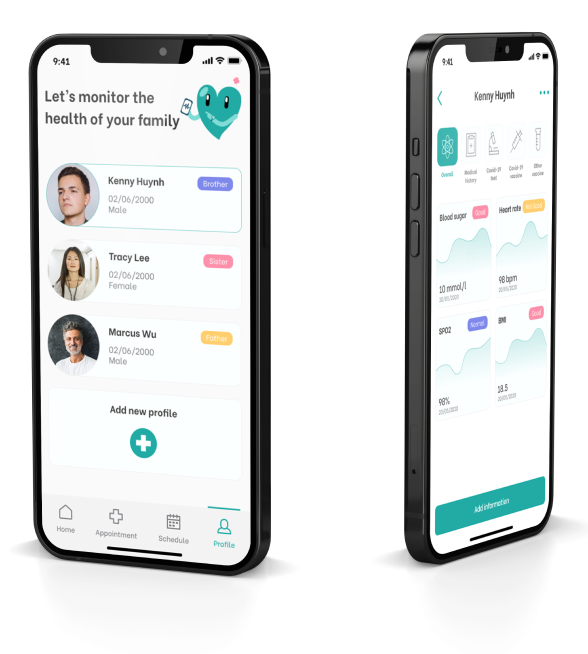 9:41
Let's monitor the
health of your family
Kenny Huynh
Brother
02/06/2000
Male
Tracy Lee
Sister
02/06/2000
Female
Marcus Wu
Father
02/06/2000
Male
Add new profile
Home
Appointment
Schedule
Profile
9:41
Kenny Huynh
Overall
Medical
history
Covid-19
test
Covid-19
vaccine
Other
vaccine
Blood sugar
Good
10 mmol/l
20/01/2020
Heart rate
Not Good
98 bpm
20/01/2020
SPO2
Normal
98%
20/05/2020
BMI
Good
18.5
20/05/2020
Add information